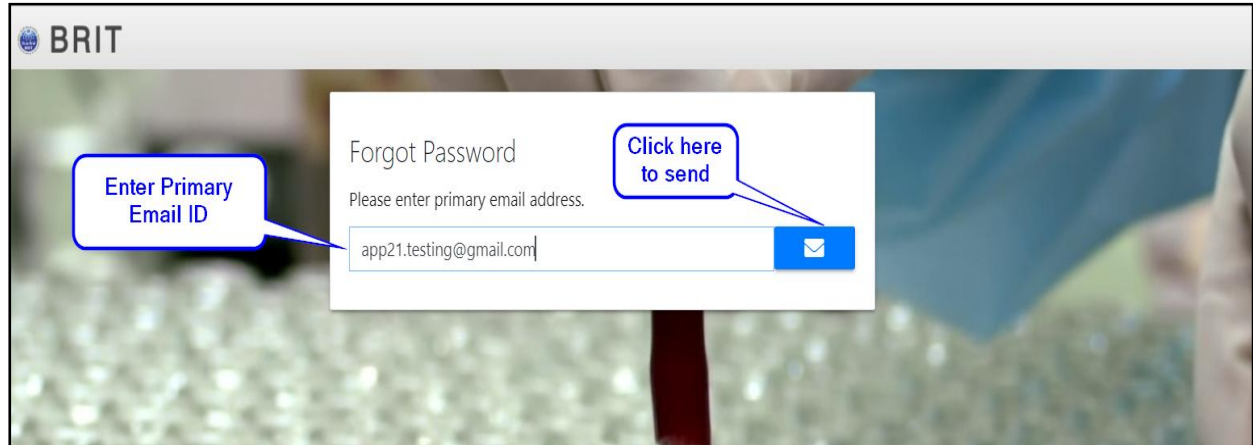 BRIT
Forgot Password
Click here
to send
Enter Primary
Email ID
Please enter primary email address.
app21.testing@gmail.com